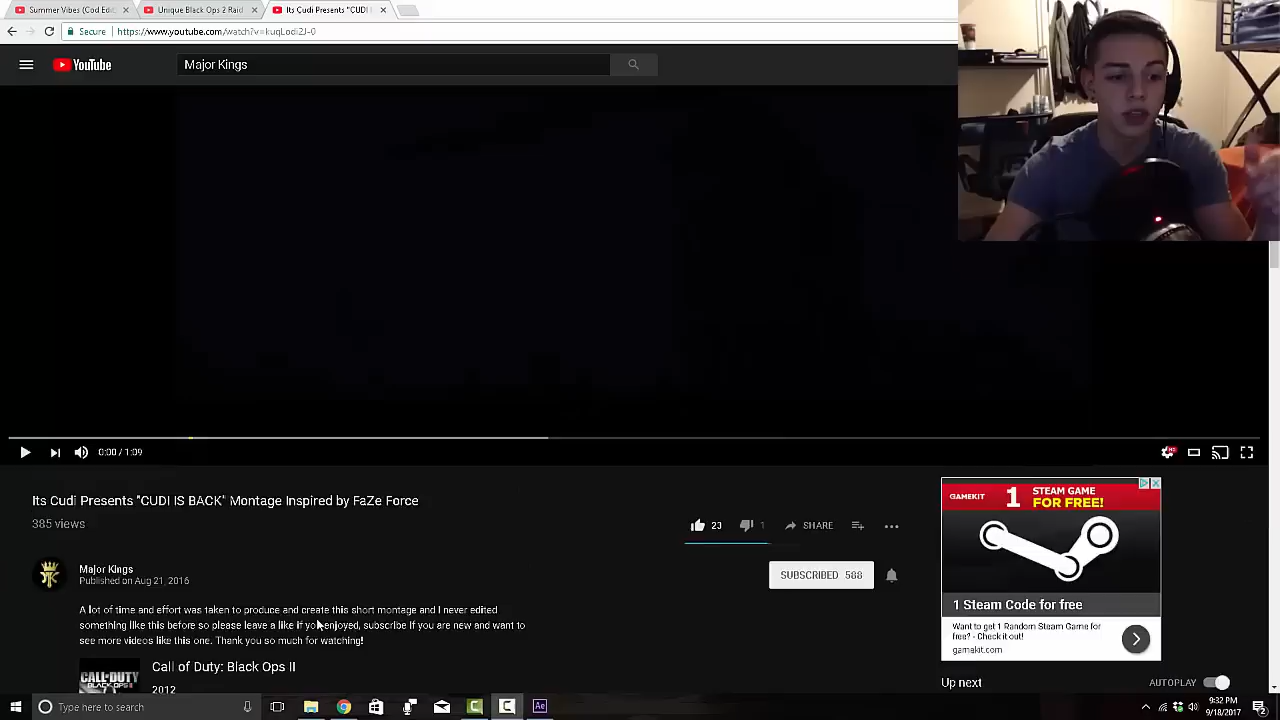 Summer Vibes (Cod Edit
Unique Black Ops 2 Raid
Its Cudi Presents "CUDI I
Secure
YouTube
Major Kings
0:00 / 1:09
Its Cudi Presents "CUDI IS BACK" Montage Inspired by FaZe Force
385 views
23
1
SHARE
Major Kings
Published on Aug 21, 2016
SUBSCRIBED 588
A lot of time and effort was taken to produce and create this short montage and I never edited
something like this before so please leave a like if you enjoyed, subscribe if you are new and want to
see more videos like this one. Thank you so much for watching!
CALL OF DUTY
Call of Duty: Black Ops II
2012
GAMEKIT
1 STEAM GAME
FOR FREE!
1 Steam Code for free
Want to get 1 Random Steam Game for
free? - Check it out!
gamekit.com
Up next
AUTOPLAY
Type here to search
Ae
9:32 PM
9/18/2017